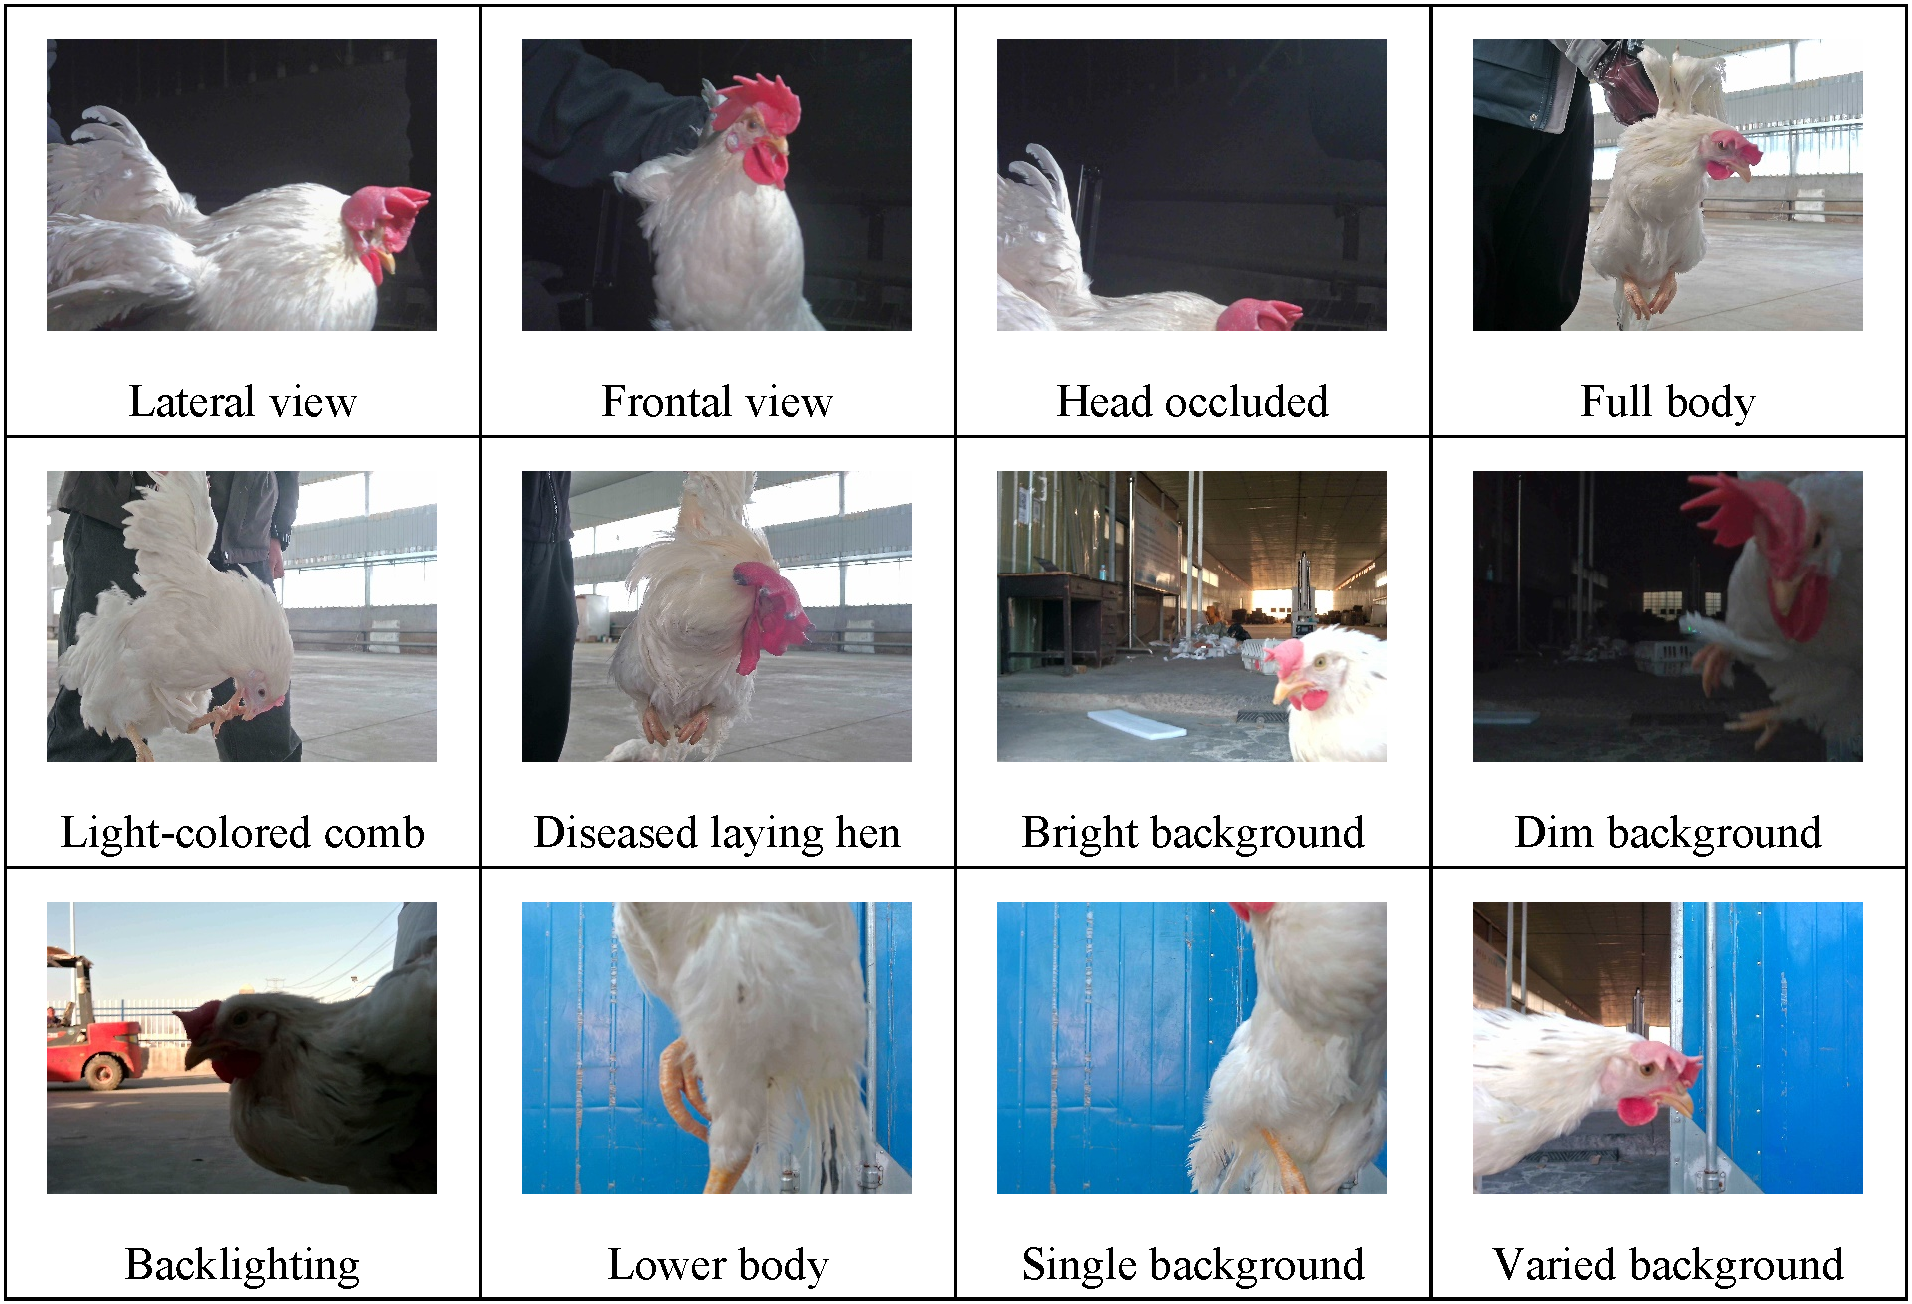 Lateral view
Frontal view
Head occluded
Full body
Light-colored comb
Diseased laying hen
Bright background
Dim background
Backlighting
Lower body
Single background
Varied background